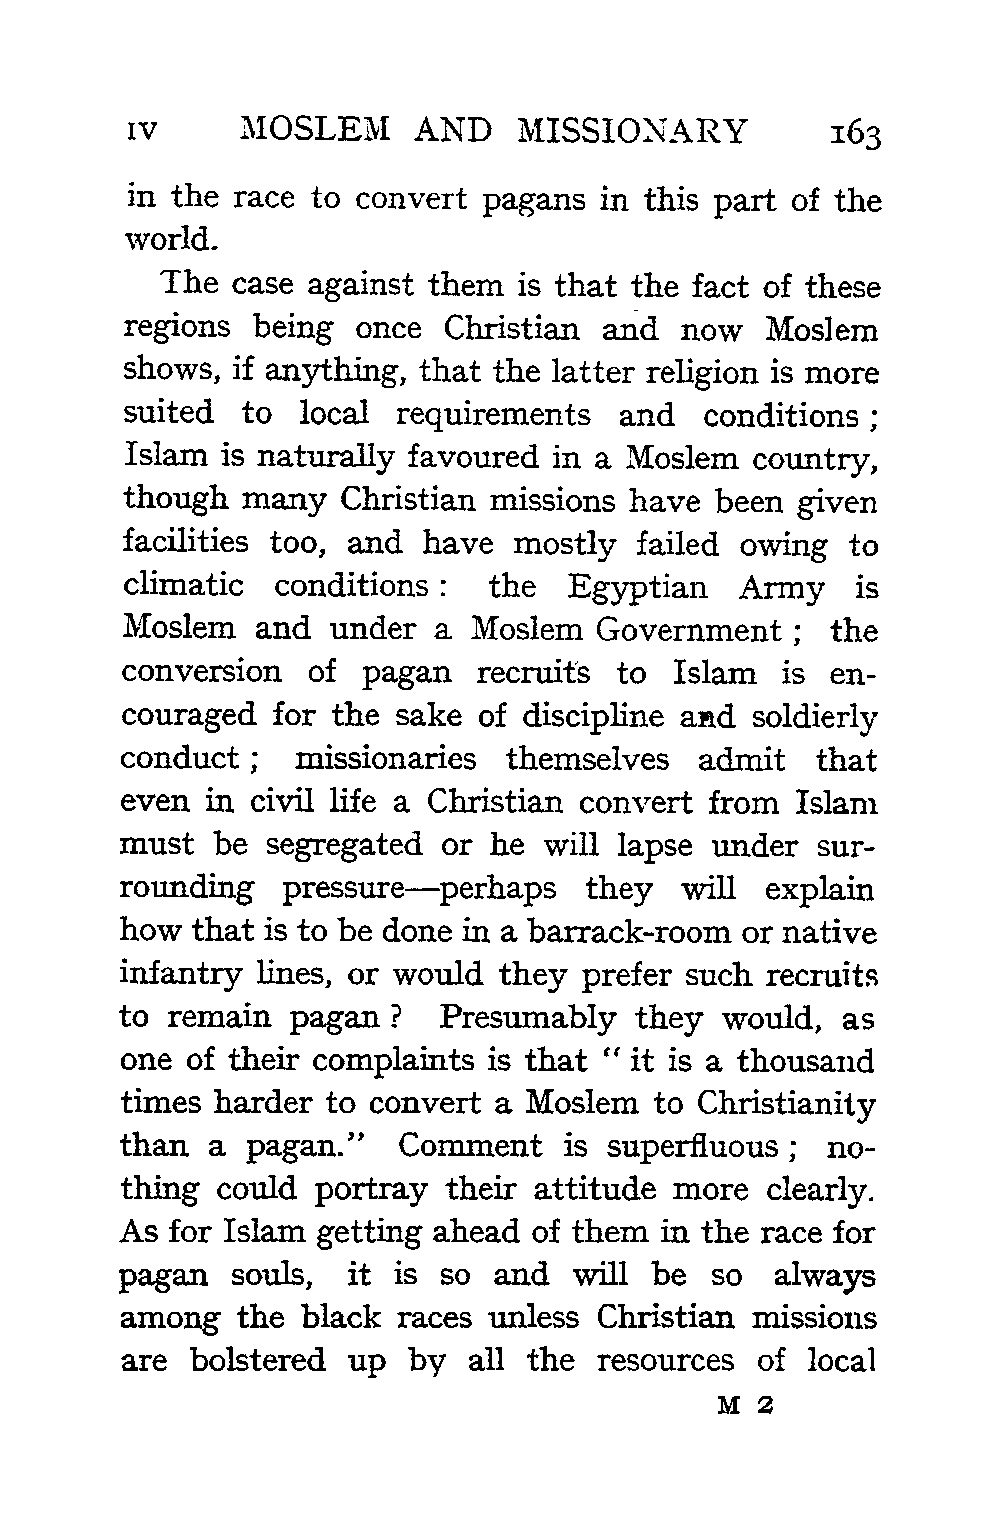 IV MOSLEM AND MISSIONARY 163
in the race to convert pagans in this part of the
world.
The case against them is that the fact of these
regions being once Christian and now Moslem
shows, if anything, that the latter religion is more
suited to local requirements and conditions ;
Islam is naturally favoured in a Moslem country,
though many Christian missions have been given
facilities too, and have mostly failed owing to
climatic conditions : the Egyptian Army is
Moslem and under a Moslem Government ; the
conversion of pagan recruits to Islam is en-
couraged for the sake of discipline and soldierly
conduct ; missionaries themselves admit that
even in civil life a Christian convert from Islam
must be segregated or he will lapse under sur-
rounding pressure—perhaps they will explain
how that is to be done in a barrack-room or native
infantry lines, or would they prefer such recruits
to remain pagan ? Presumably they would, as
one of their complaints is that “ it is a thousand
times harder to convert a Moslem to Christianity
than a pagan.” Comment is superfluous ; no-
thing could portray their attitude more clearly.
As for Islam getting ahead of them in the race for
pagan souls, it is so and will be so always
among the black races unless Christian missions
are bolstered up by all the resources of local
M 2